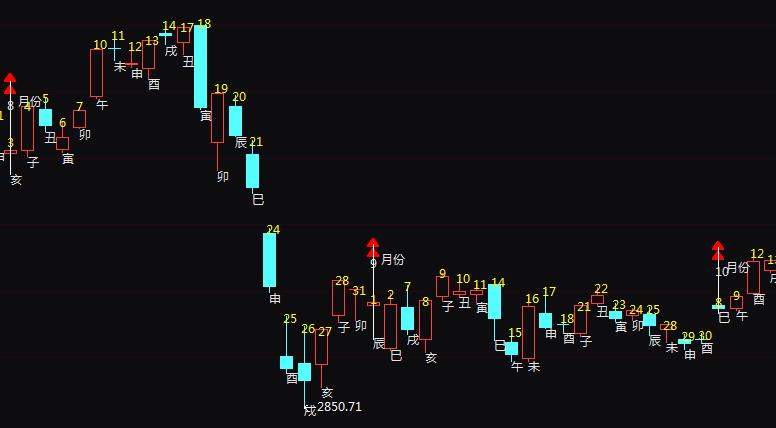 8 月份
3
亥
4
子
5
丑
6
寅
7
卯
10
午
11
未
12
申
13
酉
14
戌
17
丑
18
寅
19
卯
20
辰
21
巳
24
申
25
酉
26
戌
2850.71
27
亥
28
子
31
卯
9 月份
1
辰
2
巳
7
戌
8
亥
9
子
10
丑
11
寅
14
巳
15
午
16
未
17
申
18
酉
21
子
22
丑
23
寅
24
卯
25
辰
28
未
29
申
30
酉
10 月份
8
巳
9
午
12
酉